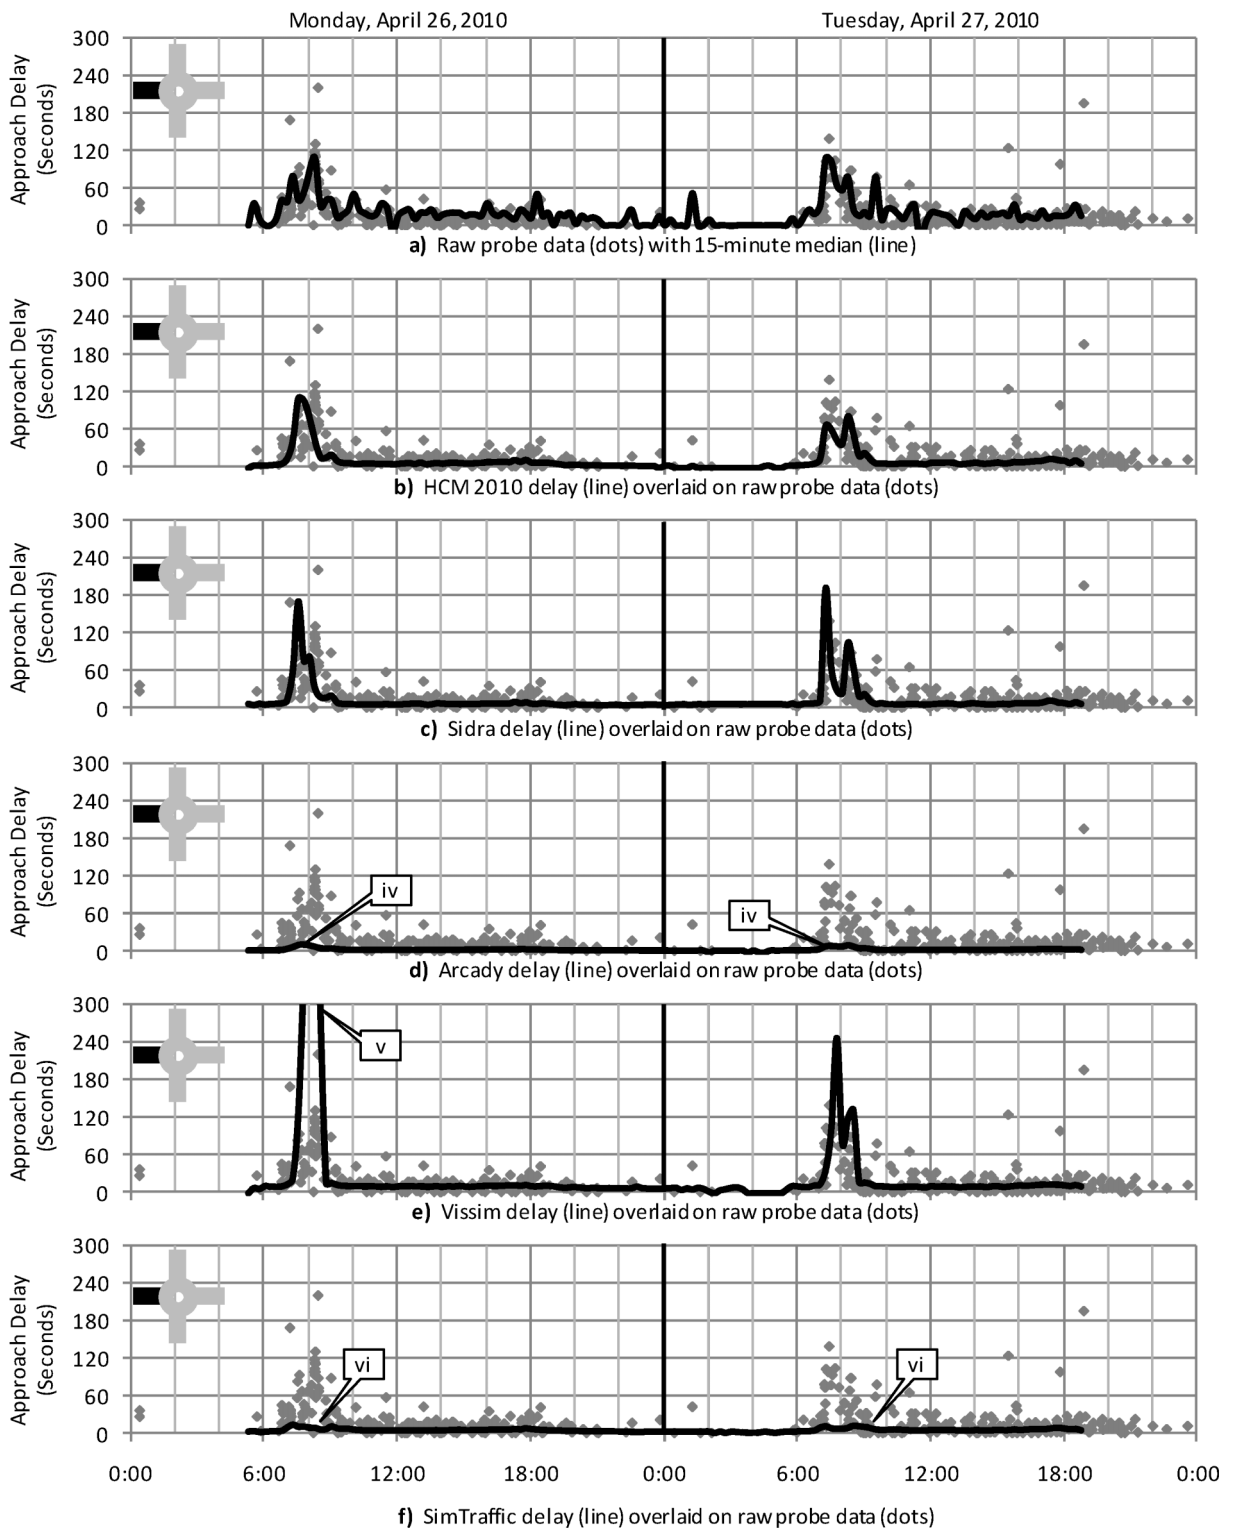 Monday, April 26, 2010 Tuesday, April 27, 2010
Approach Delay
(Seconds)
300
240
180
120
60
0
a) Raw probe data (dots) with 15-minute median (line)
Approach Delay
(Seconds)
300
240
180
120
60
0
b) HCM 2010 delay (line) overlaid on raw probe data (dots)
Approach Delay
(Seconds)
300
240
180
120
60
0
c) Sidra delay (line) overlaid on raw probe data (dots)
Approach Delay
(Seconds)
300
240
180
120
60
0
iv
iv
d) Arcady delay (line) overlaid on raw probe data (dots)
Approach Delay
(Seconds)
300
240
180
120
60
0
v
e) Vissim delay (line) overlaid on raw probe data (dots)
Approach Delay
(Seconds)
300
240
180
120
60
0
vi
vi
0:00 6:00 12:00 18:00 0:00 6:00 12:00 18:00 0:00
f) SimTraffic delay (line) overlaid on raw probe data (dots)